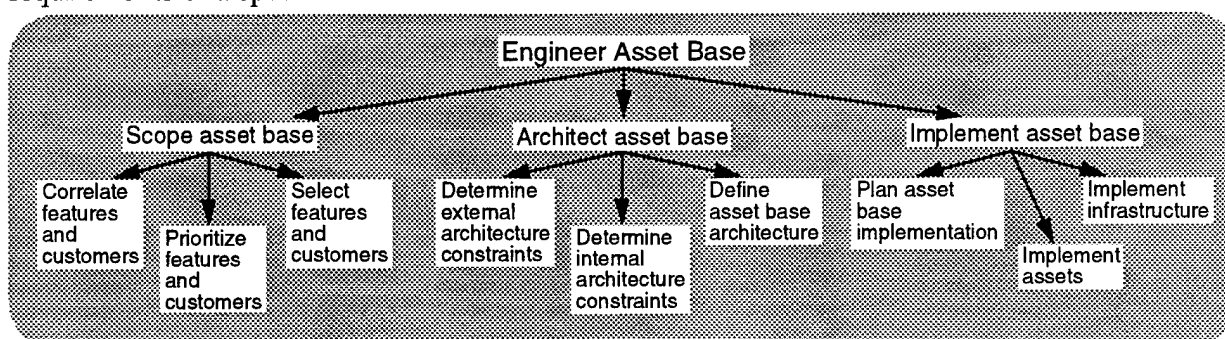 Engineer Asset Base
Scope asset base
Architect asset base
Implement asset base
Correlate
features
and
customers
Prioritize
features
and
customers
Select
features
and
customers
Determine
external
architecture
constraints
Determine
internal
architecture
constraints
Define
asset base
architecture
Plan asset
base
implementation
Implement
assets
Implement
infrastructure